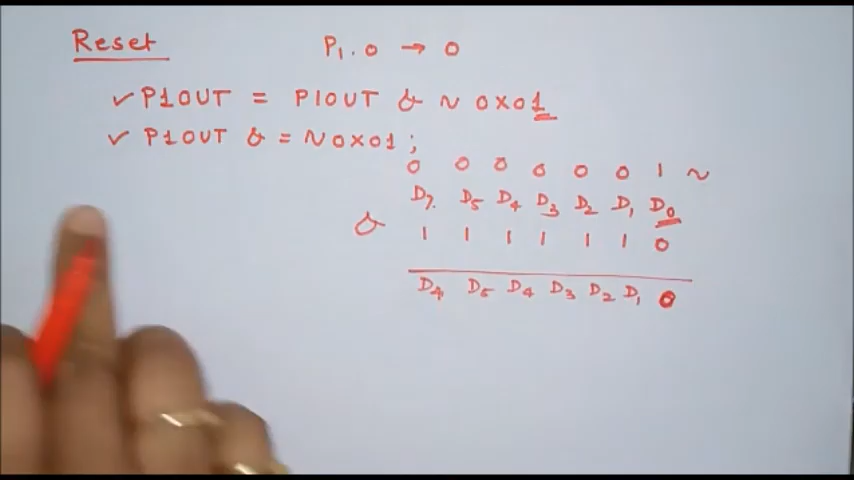 Reset P1.0 → 0
✓ P1OUT = P1OUT & ~ 0x01
✓ P1OUT & = ~0x01;
0 0 0 0 0 0 1 ~
D7 D5 D4 D3 D2 D1 D0
& 1 1 1 1 1 1 0
D4 D5 D4 D3 D2 D1 0